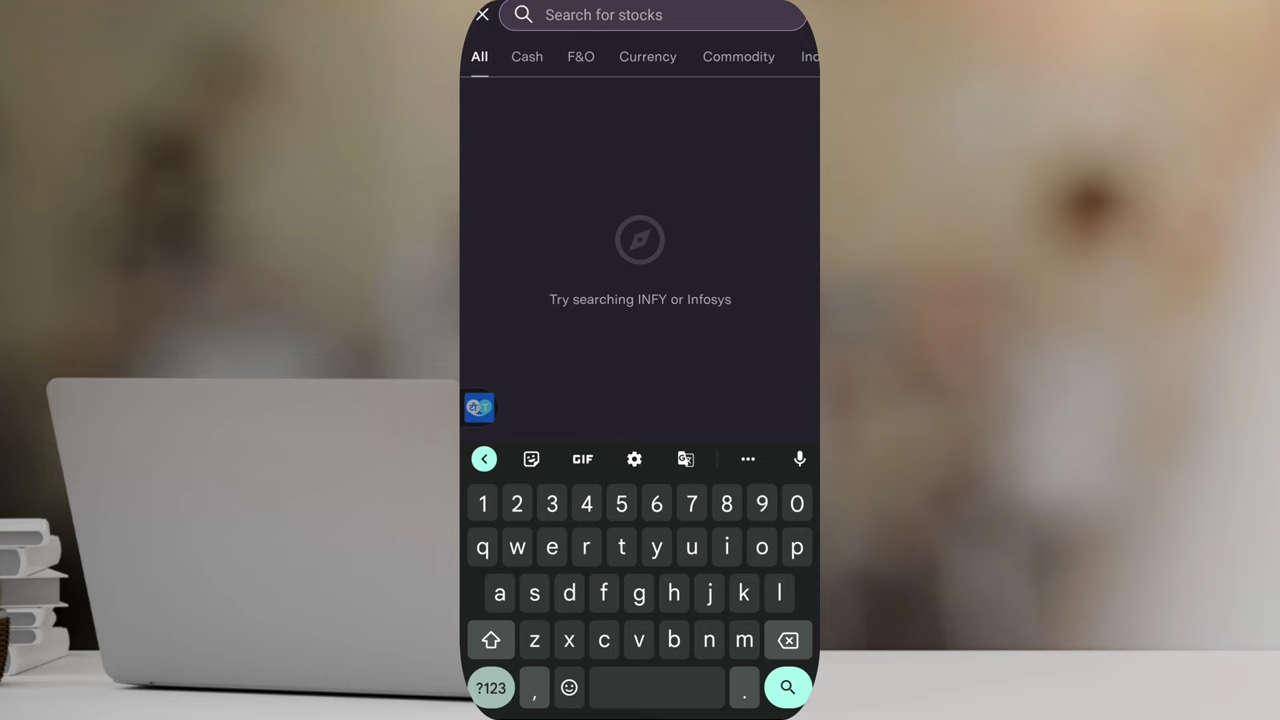 Search for stocks
All Cash F&O Currency Commodity Ind
Try searching INFY or Infosys
GIF
1 2 3 4 5 6 7 8 9 0
q w e r t y u i o p
a s d f g h j k l
z x c v b n m
?123 , .